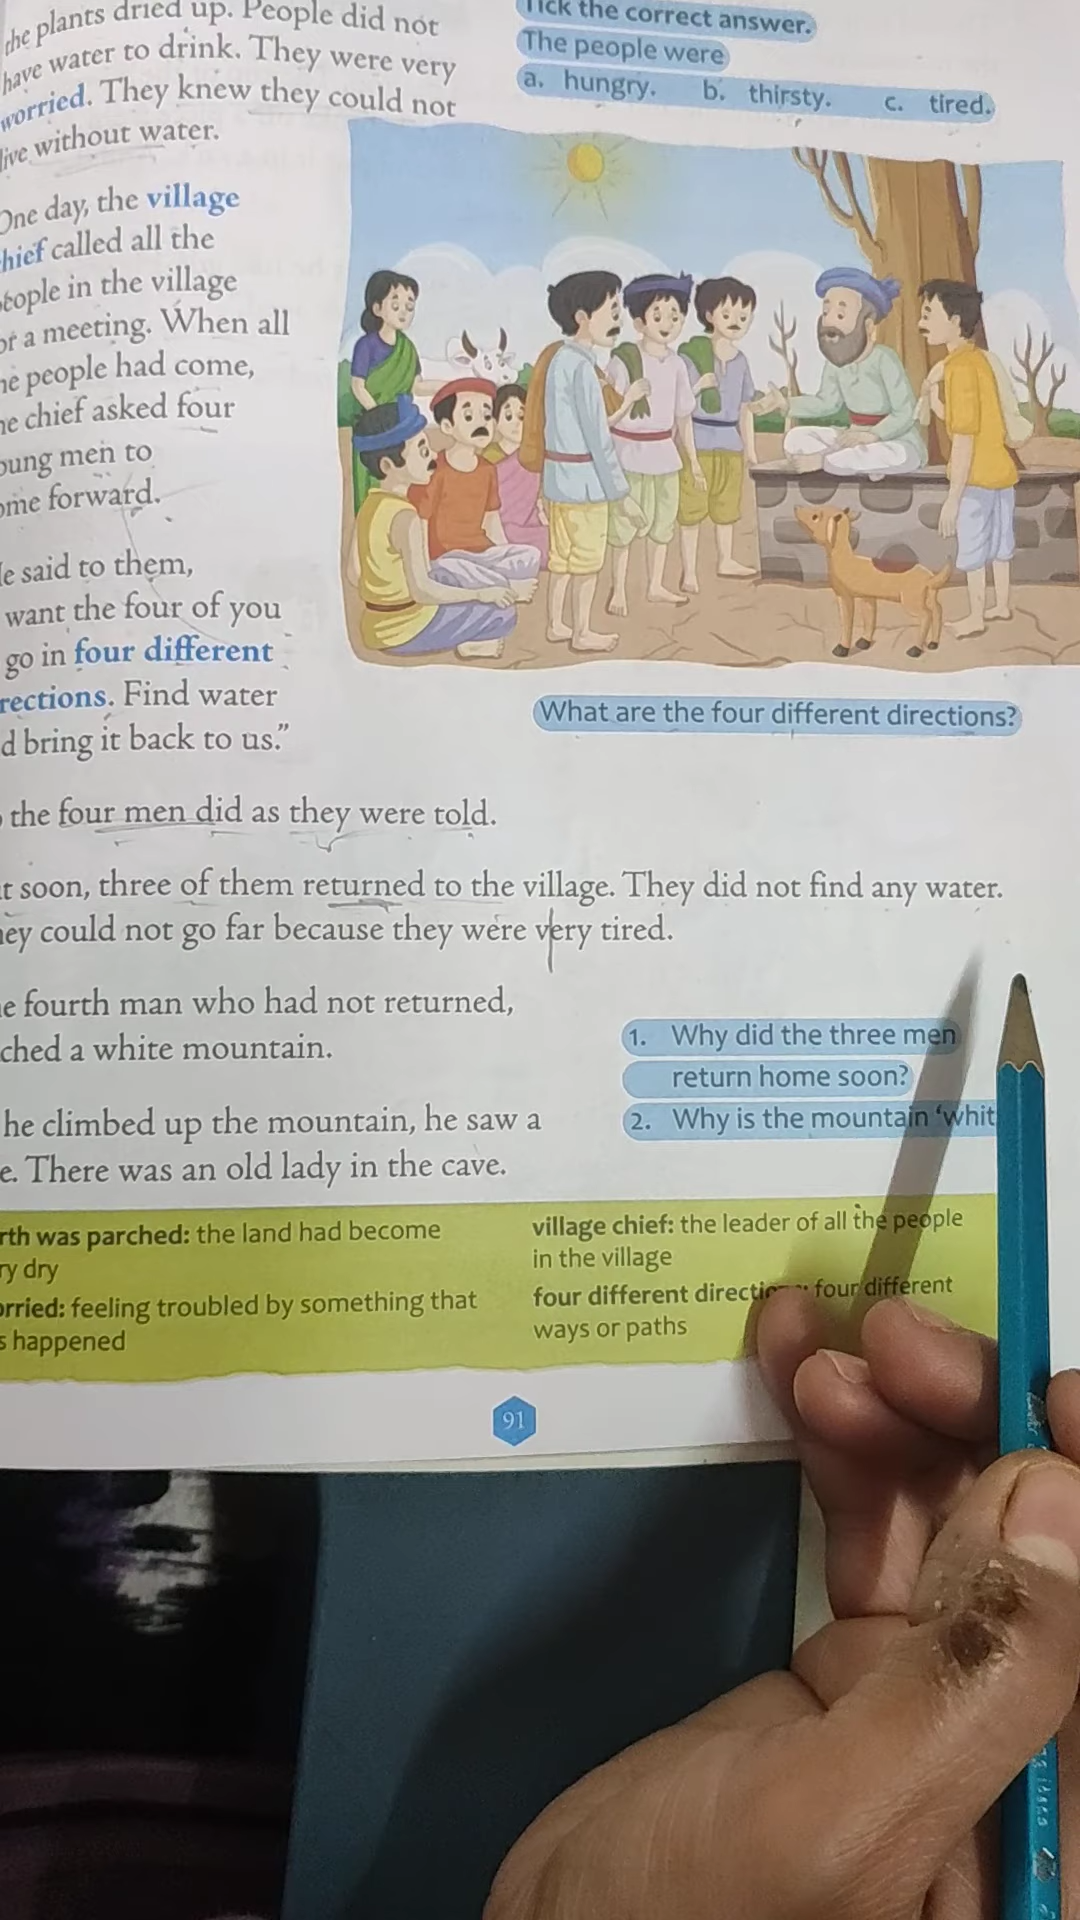 the plants dried up. People did not
have water to drink. They were very
worried. They knew they could not
live without water.
One day, the village
chief called all the
people in the village
for a meeting. When all
the people had come,
the chief asked four
young men to
come forward.
He said to them,
want the four of you
go in four different
directions. Find water
d bring it back to us.”
the four men did as they were told.
t soon, three of them returned to the village. They did not find any water.
They could not go far because they were very tired.
e fourth man who had not returned,
ched a white mountain.
he climbed up the mountain, he saw a
e. There was an old lady in the cave.
Tick the correct answer.
The people were
a. hungry. b. thirsty. c. tired.
What are the four different directions?
1. Why did the three men
return home soon?
2. Why is the mountain ‘whit
rth was parched: the land had become
ry dry
orried: feeling troubled by something that
s happened
village chief: the leader of all the people
in the village
four different directions: four different
ways or paths
91